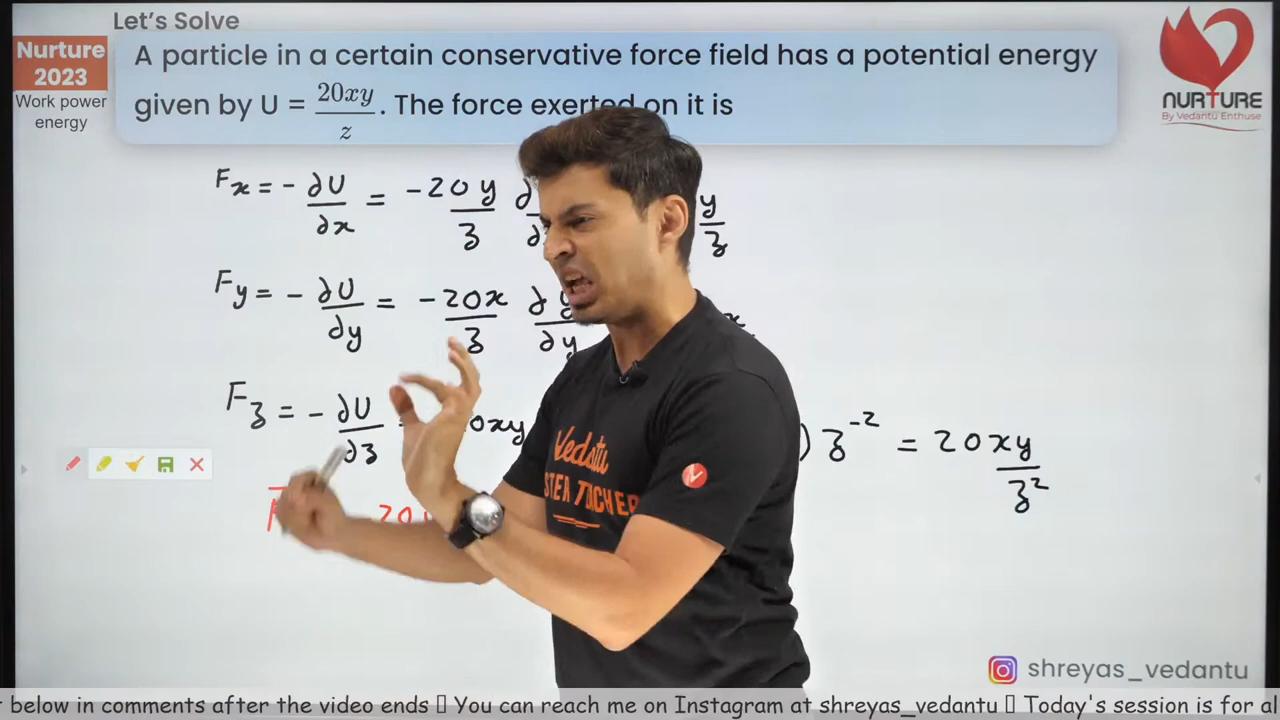 Let's Solve
Nurture
2023
Work power
energy
A particle in a certain conservative force field has a potential energy
given by U = 20xy/z. The force exerted on it is
NURTURE
By Vedantu Enthuse
Fx = - ∂U/∂x = -20y/z ∂ y/z
Fy = - ∂U/∂y = -20x/z ∂y/∂y x
Fz = - ∂U/∂z = 0xy ) z^-2 = 20xy/z^2
20
Vedantu
shreyas_vedantu
below in comments after the video ends ▯ You can reach me on Instagram at shreyas_vedantu ▯ Today's session is for al